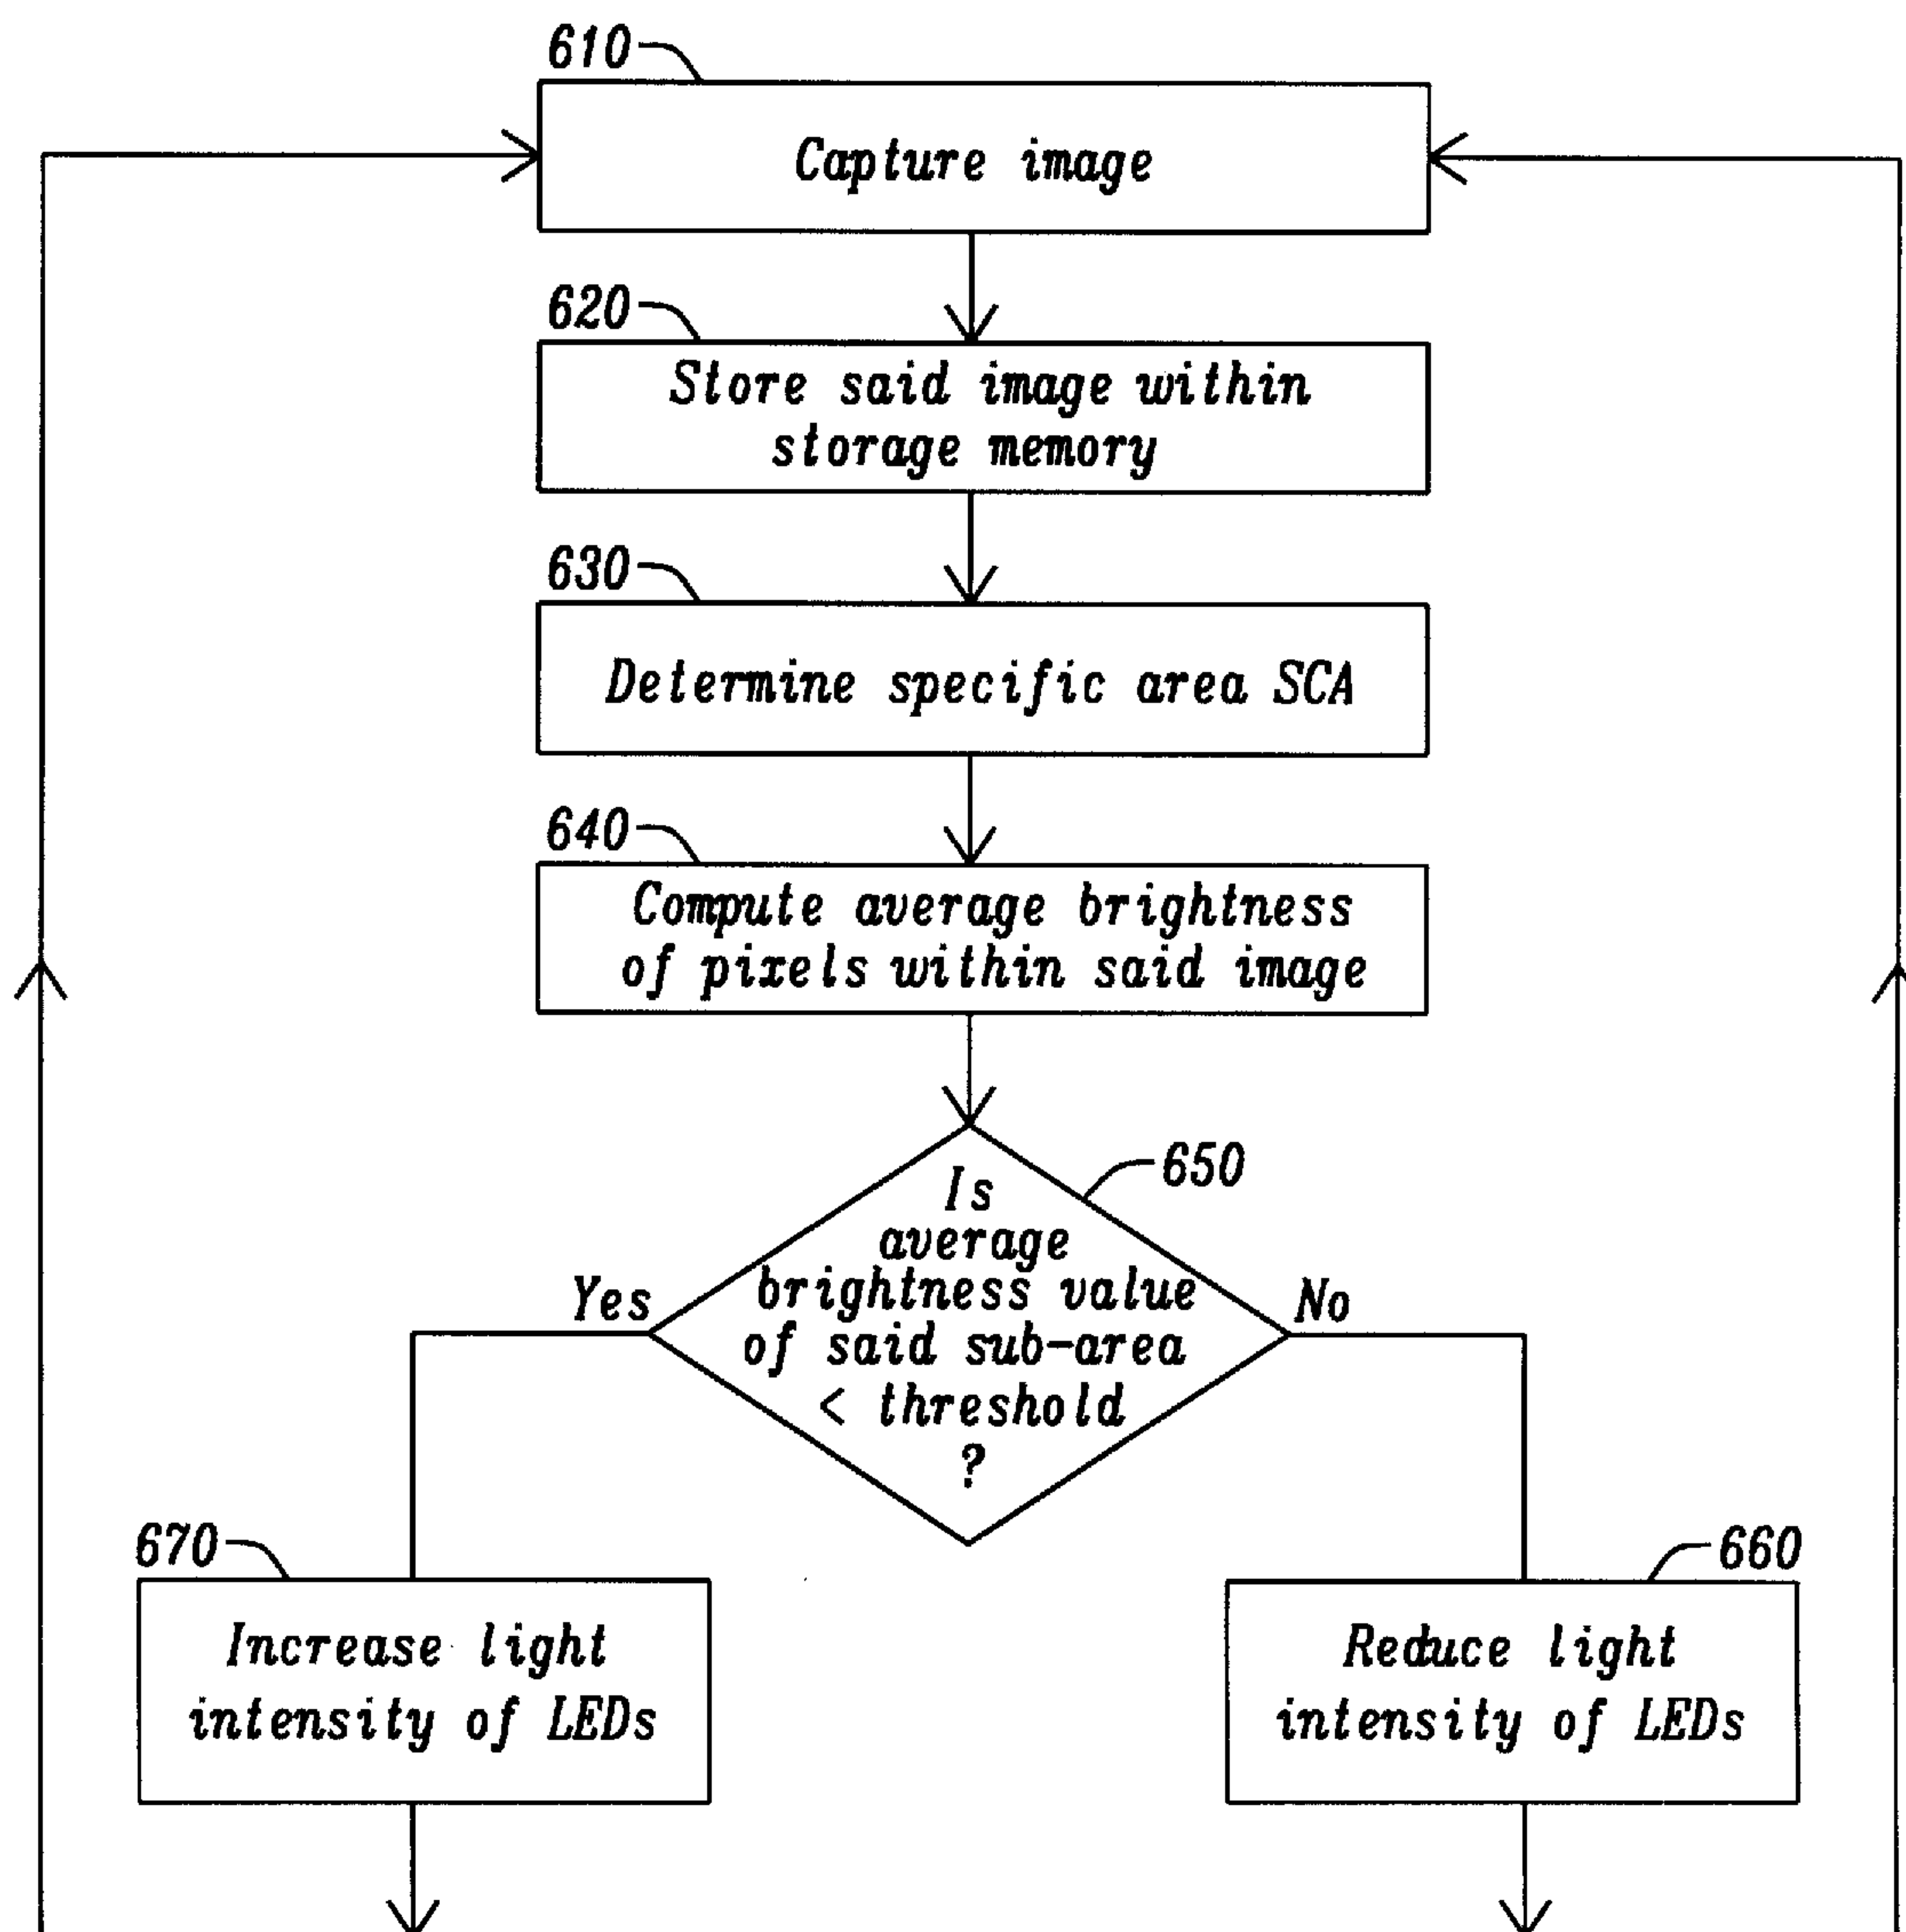 610
Capture image
620
Store said image within
storage memory
630
Determine specific area SCA
640
Compute average brightness
of pixels within said image
650
Is
average
brightness value
of said sub-area
< threshold
?
Yes
No
670
Increase light
intensity of LEDs
660
Reduce light
intensity of LEDs